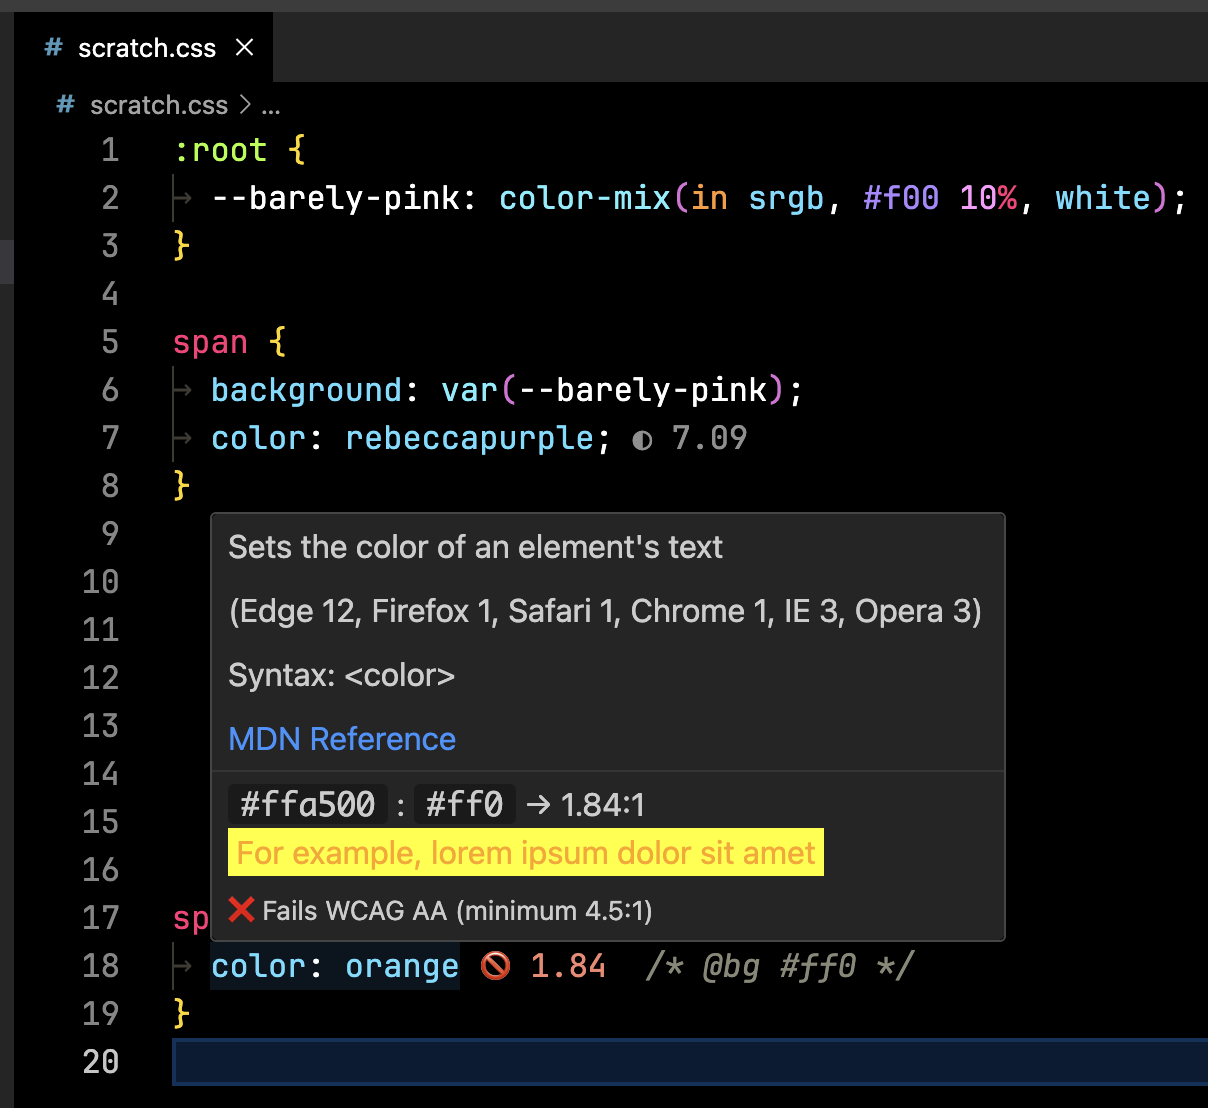 # scratch.css ×
# scratch.css > ...
1 :root {
2 → --barely-pink: color-mix(in srgb, #f00 10%, white);
3 }
4
5 span {
6 → background: var(--barely-pink);
7 → color: rebeccapurple; ◐ 7.09
8 }
9
Sets the color of an element's text
10
(Edge 12, Firefox 1, Safari 1, Chrome 1, IE 3, Opera 3)
11
12
Syntax: <color>
13
MDN Reference
14
15
#ffa500 : #ff0 → 1.84:1
16
For example, lorem ipsum dolor sit amet
❌ Fails WCAG AA (minimum 4.5:1)
17 sp
18 → color: orange 🚫 1.84 /* @bg #ff0 */
19 }
20